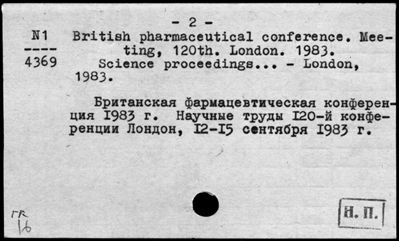 - 2 -
N1 British pharmaceutical conference. Mee-
---- ting, 120th. London. 1983.
4369 Science proceedings... - London,
1983.
Британская фармацевтическая конферен-
ция 1983 г. Научные труды 120-й конфе-
ренции Лондон, 12-15 сентября 1983 г.
Н. П.
16